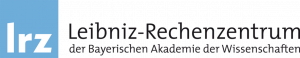 lrz
Leibniz-Rechenzentrum
der Bayerischen Akademie der Wissenschaften